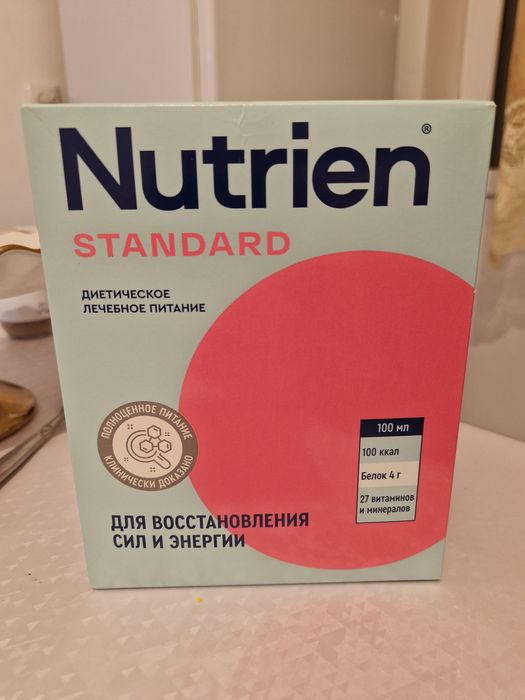 Nutrien®
STANDARD
ДИЕТИЧЕСКОЕ
ЛЕЧЕБНОЕ ПИТАНИЕ
ПОЛНОЦЕННОЕ ПИТАНИЕ
КЛИНИЧЕСКИ ДОКАЗАНО
100 мл
100 ккал
Белок 4 г
27 витаминов
и минералов
ДЛЯ ВОССТАНОВЛЕНИЯ
СИЛ И ЭНЕРГИИ